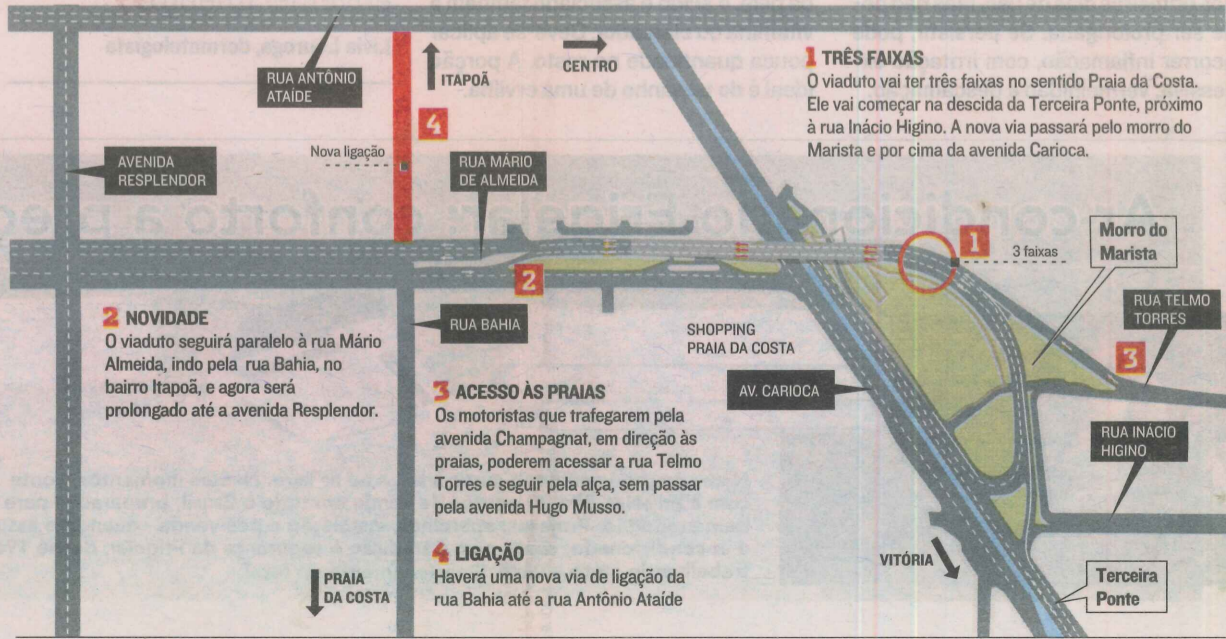 RUA ANTÔNIO
ATAÍDE
ITAPOÃ
CENTRO
4
AVENIDA
RESPLENDOR
Nova ligação
RUA MÁRIO
DE ALMEIDA
1 TRÊS FAIXAS
O viaduto vai ter três faixas no sentido Praia da Costa.
Ele vai começar na descida da Terceira Ponte, próximo
à rua Inácio Higino. A nova via passará pelo morro do
Marista e por cima da avenida Carioca.
1
3 faixas
Morro do
Marista
2
RUA BAHIA
SHOPPING
PRAIA DA COSTA
RUA TELMO
TORRES
3
2 NOVIDADE
O viaduto seguirá paralelo à rua Mário
Almeida, indo pela rua Bahia, no
bairro Itapoã, e agora será
prolongado até a avenida Resplendor.
3 ACESSO ÀS PRAIAS
Os motoristas que trafegarem pela
avenida Champagnat, em direção às
praias, poderem acessar a rua Telmo
Torres e seguir pela alça, sem passar
pela avenida Hugo Musso.
AV. CARIOCA
RUA INÁCIO
HIGINO
4 LIGAÇÃO
Haverá uma nova via de ligação da
rua Bahia até a rua Antônio Ataíde
PRAIA
DA COSTA
VITÓRIA
Terceira
Ponte